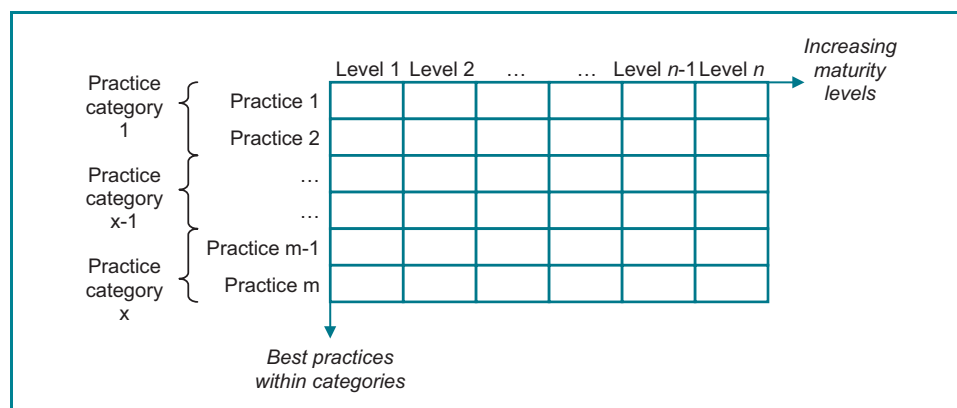 Increasing
maturity
levels
Level 1 Level 2 … … Level n-1 Level n
Practice
category
1
Practice 1
Practice 2
Practice
category
x-1
…
…
Practice
category
x
Practice m-1
Practice m
Best practices
within categories